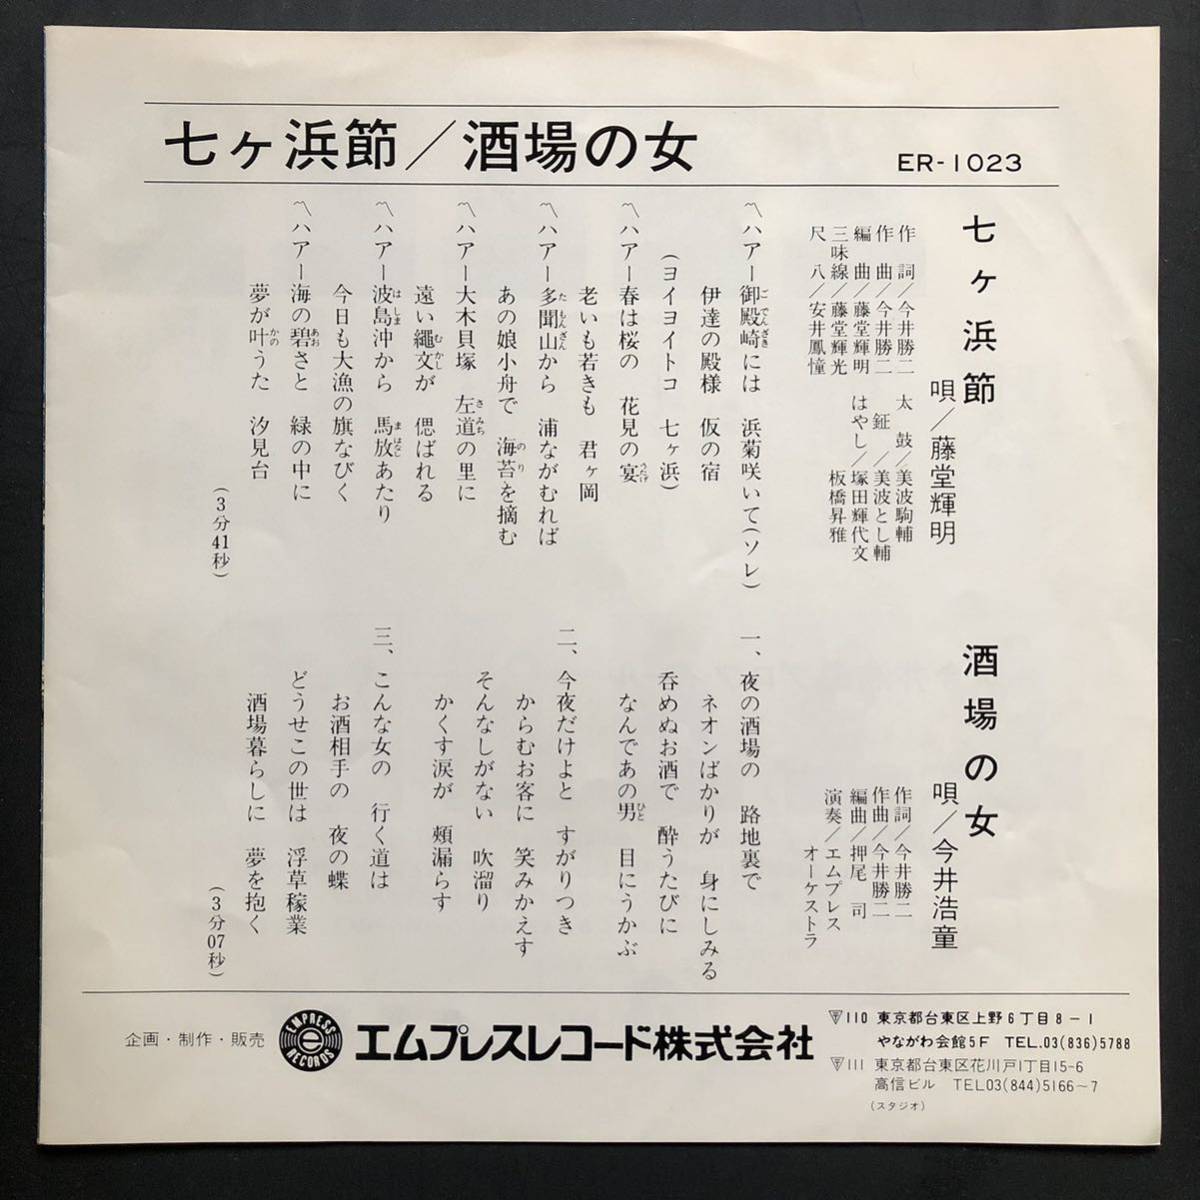 七ヶ浜節／酒場の女
ER-1023
七ヶ浜節
唄／藤堂輝明
作詞／今井勝二
作曲／今井勝二
編曲／藤堂輝明
三味線／藤堂輝光
尺八／安井鳳憧
太鼓／美波駒輔
鉦／美波とし輔
はやし／塚田輝代文
板橋昇雅
〽ハアー御殿崎には 浜菊咲いて(ソレ)
伊達の殿様 仮の宿
(ヨイヨイトコ 七ヶ浜)
〽ハアー春は桜の 花見の宴
老いも若きも 君ヶ岡
〽ハアー多聞山から 浦ながむれば
あの娘小舟で 海苔を摘む
〽ハアー大木貝塚 左道の里に
遠い縄文が 偲ばれる
〽ハアー波島沖から 馬放あたり
今日も大漁の旗なびく
〽ハアー海の碧さと 緑の中に
夢が叶うた 汐見台
(3分41秒)
酒場の女
唄／今井浩童
作詞／今井勝二
作曲／今井勝二
編曲／押尾 司
演奏／エムプレス
オーケストラ
一、夜の酒場の 路地裏で
ネオンばかりが 身にしみる
呑めぬお酒で 酔うたびに
なんであの男 目にうかぶ
二、今夜だけよと すがりつき
からむお客に 笑みかえす
そんなしがない 吹溜り
かくす涙が 頬漏らす
三、こんな女の 行く道は
お酒相手の 夜の蝶
どうせこの世は 浮草稼業
酒場暮らしに 夢を抱く
(3分07秒)
企画・制作・販売
EMPRESS
e
RECORDS
エムプレスレコード株式会社
〒110 東京都台東区上野6丁目8－1
やながわ会館5F TEL.03(836)5788
〒111 東京都台東区花川戸1丁目15-6
高信ビル TEL03(844)5166～7
(スタジオ)